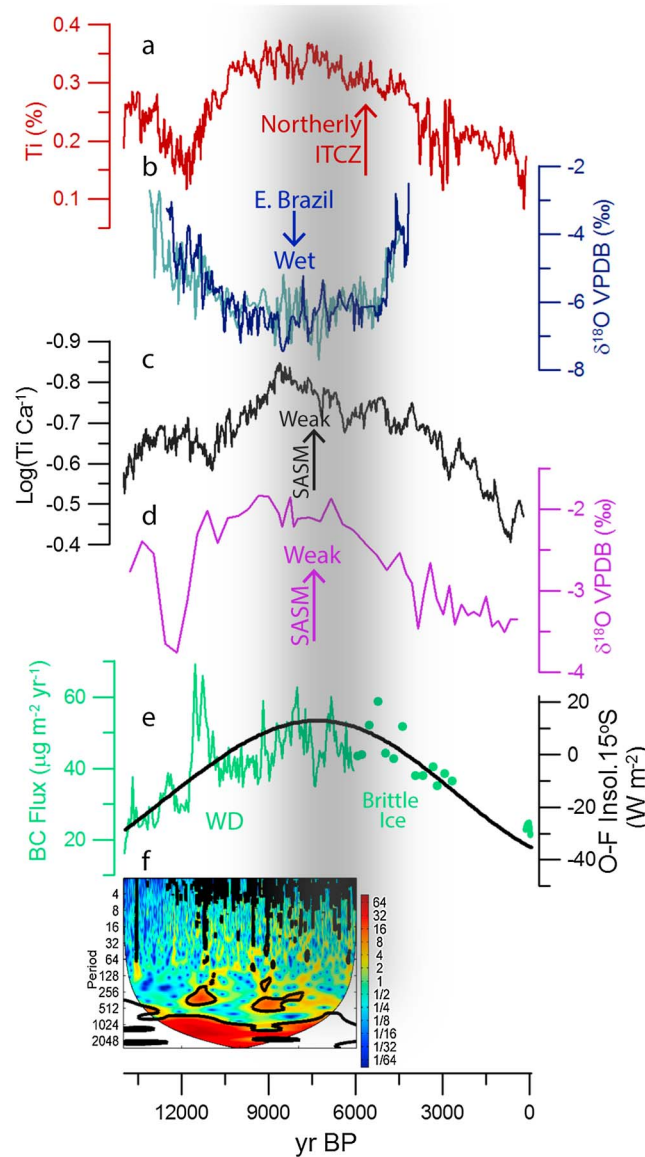 a
0.4
0.3
0.2
0.1
Ti (%)
Northerly
ITCZ
b
E. Brazil
Wet
-2
-4
-6
-8
δ¹⁸O VPDB (‰)
c
-0.9
-0.8
-0.7
-0.6
-0.5
-0.4
Log(Ti Ca⁻¹)
Weak
SASM
d
Weak
SASM
-2
-3
-4
δ¹⁸O VPDB (‰)
e
60
40
20
BC Flux (μg m⁻² yr⁻¹)
WD
Brittle
Ice
20
0
-20
-40
O-F Insol.15ºS
(W m⁻²)
f
4
8
16
32
64
128
256
512
1024
2048
Period
64
32
16
8
4
2
1
1/2
1/4
1/8
1/16
1/32
1/64
12000 9000 6000 3000 0
yr BP